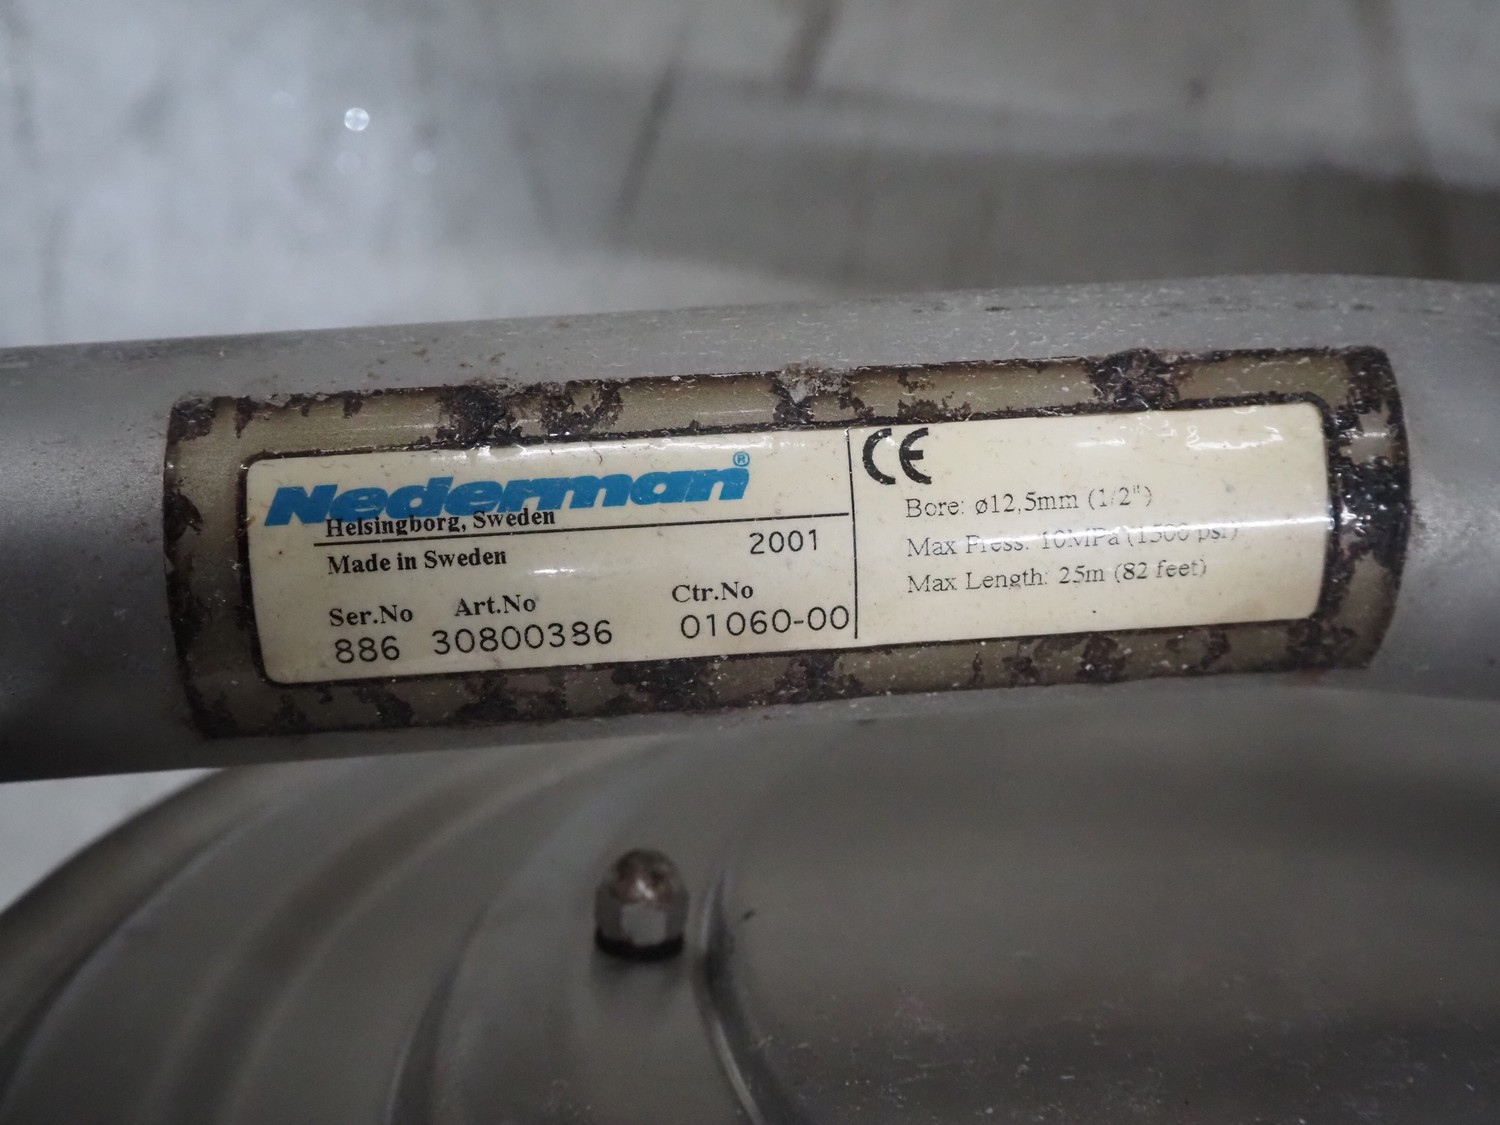 Nederman®
Helsingborg, Sweden
Made in Sweden 2001
Ser.No Art.No Ctr.No
886 30800386 01060-00
CE
Bore: ø12,5mm (1/2")
Max Press: 10MPa (1500 psi)
Max Length: 25m (82 feet)